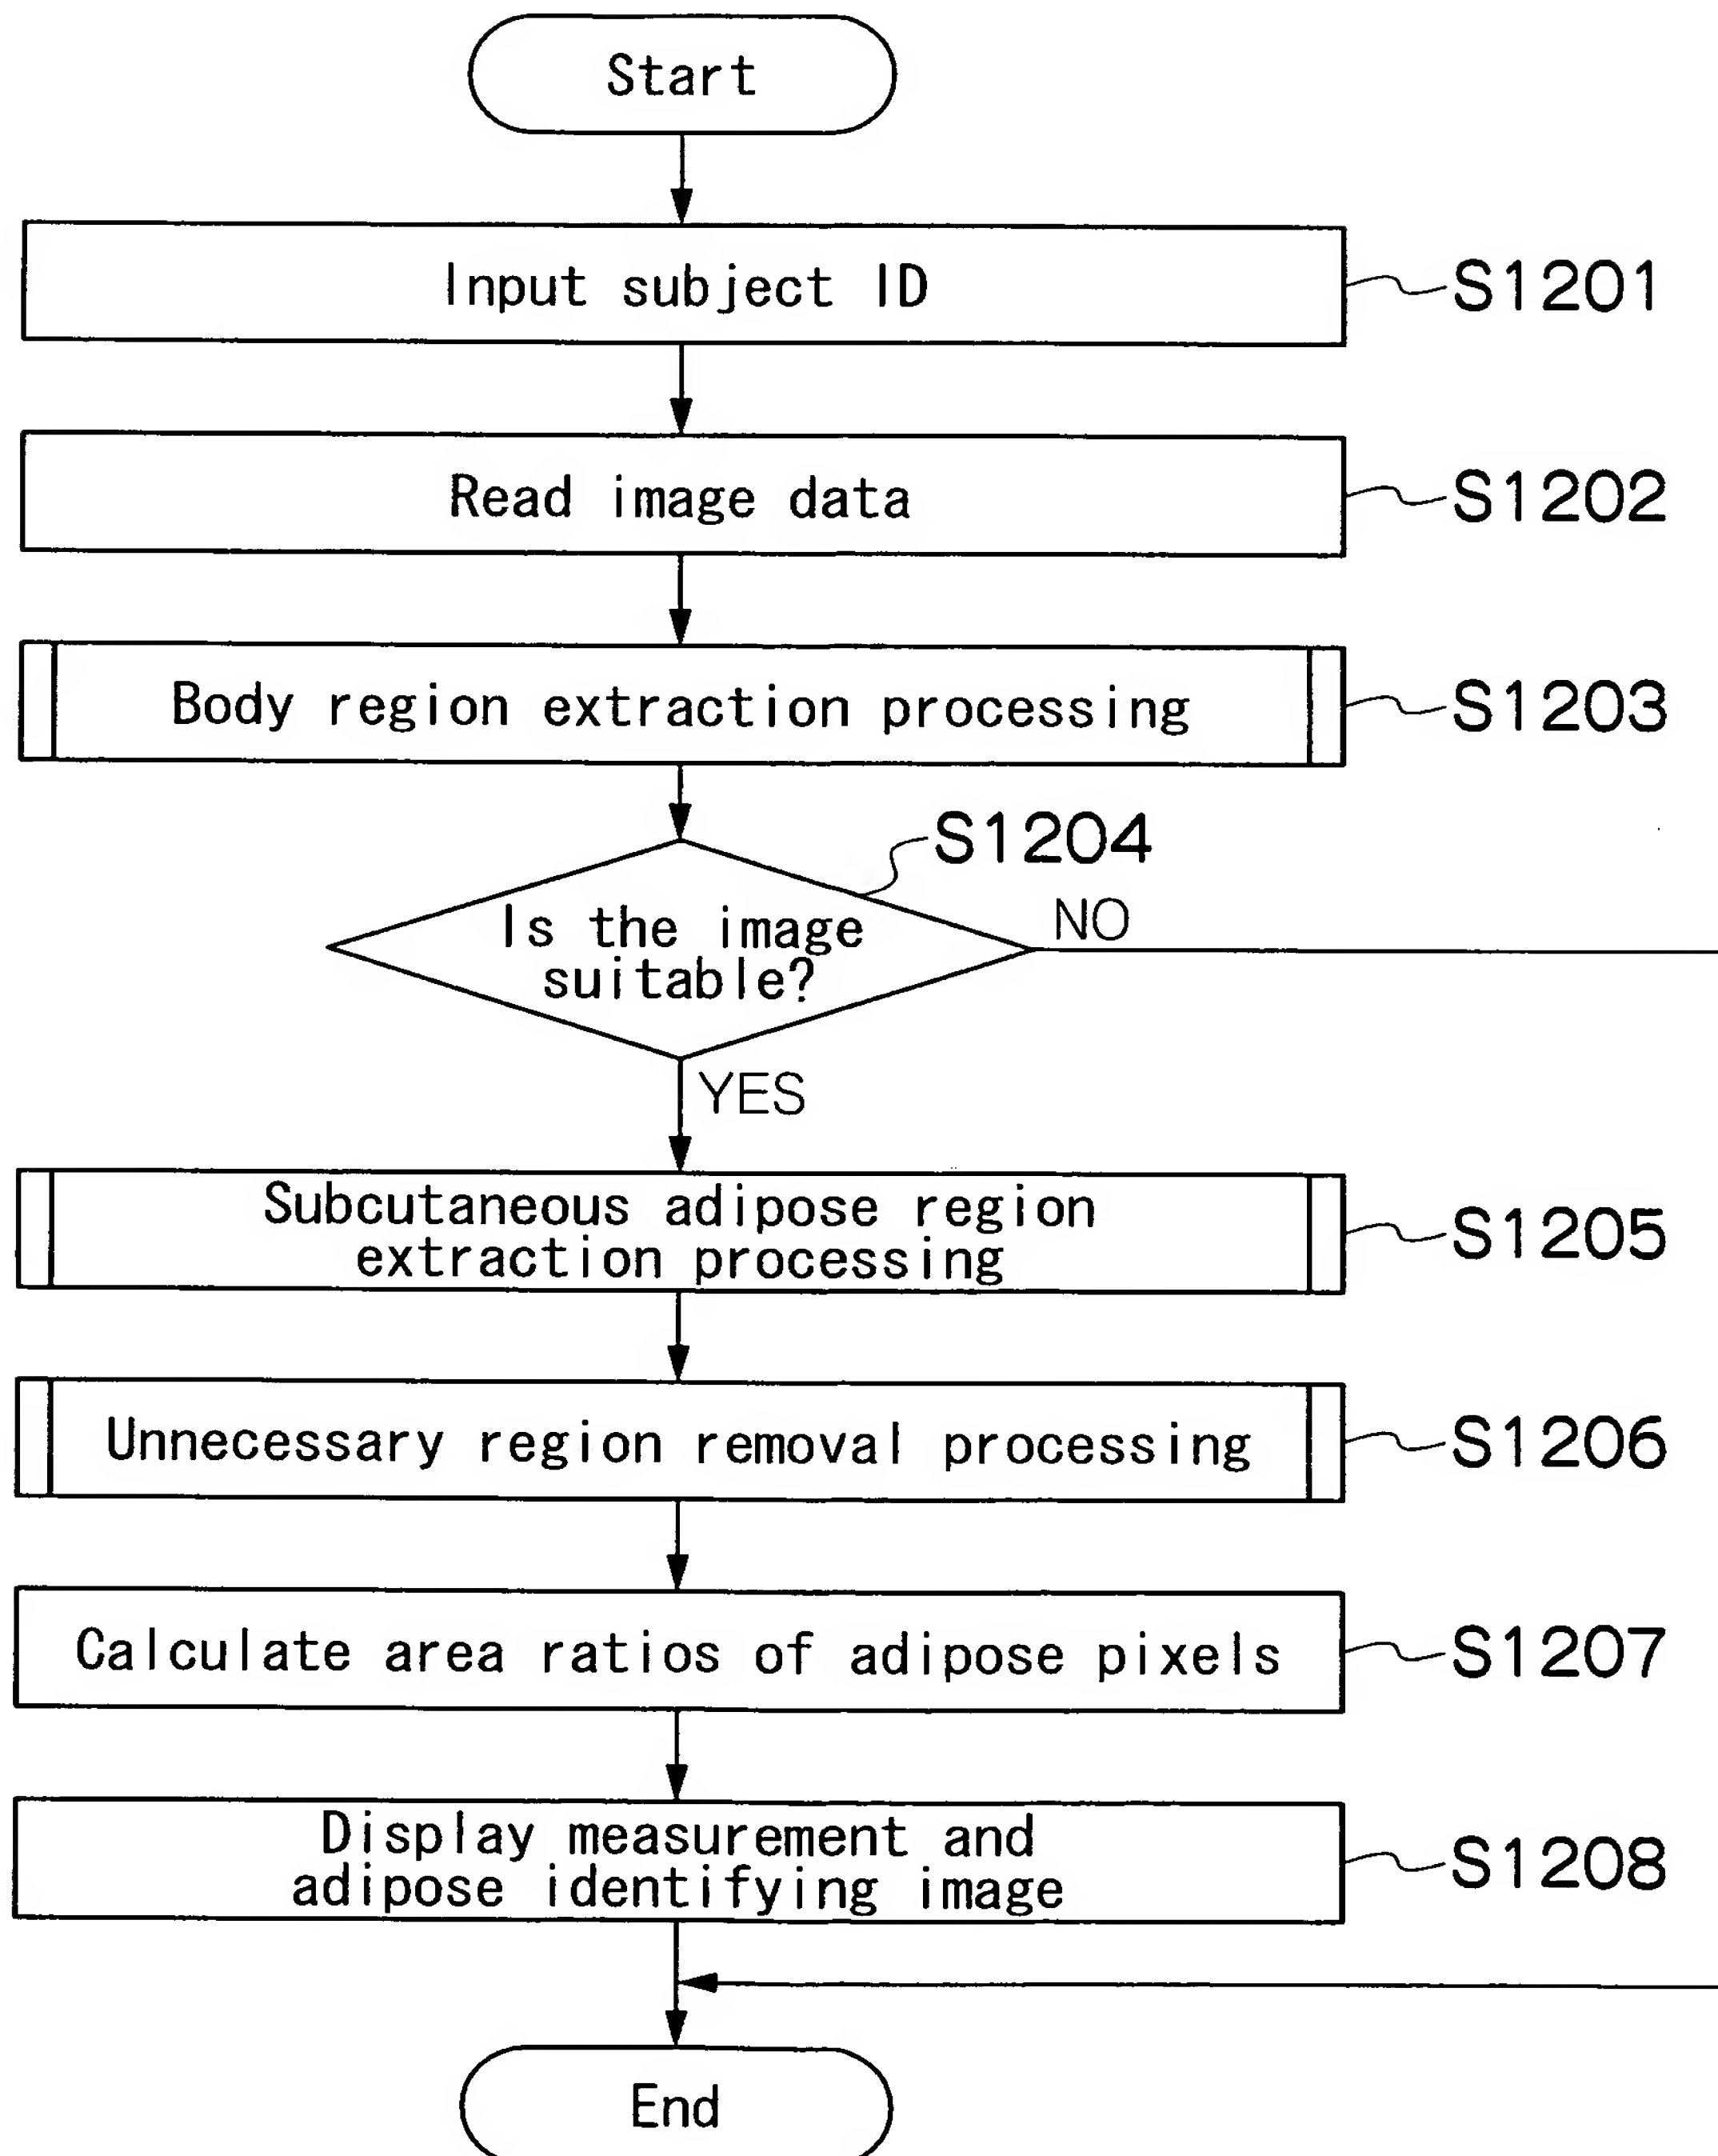 Start
Input subject ID
S1201
Read image data
S1202
Body region extraction processing
S1203
S1204
Is the image
suitable?
NO
YES
Subcutaneous adipose region
extraction processing
S1205
Unnecessary region removal processing
S1206
Calculate area ratios of adipose pixels
S1207
Display measurement and
adipose identifying image
S1208
End